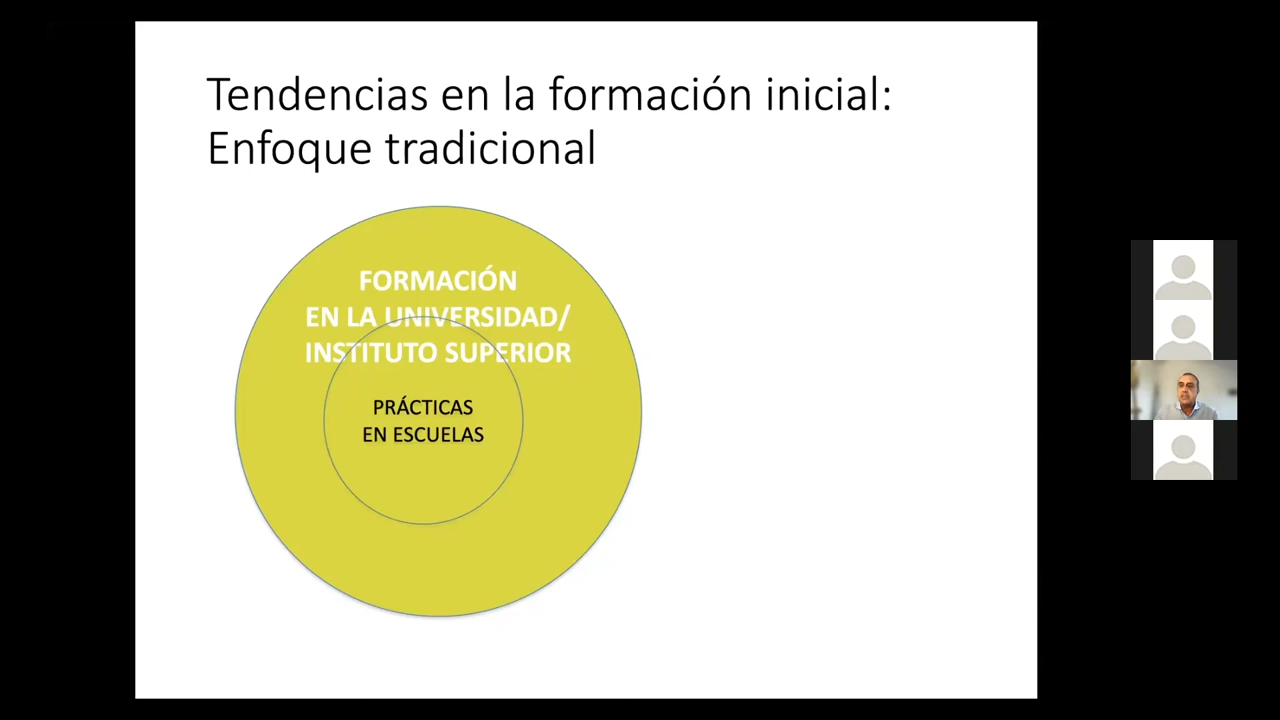 Tendencias en la formación inicial:
Enfoque tradicional
FORMACIÓN
EN LA UNIVERSIDAD/
INSTITUTO SUPERIOR
PRÁCTICAS
EN ESCUELAS